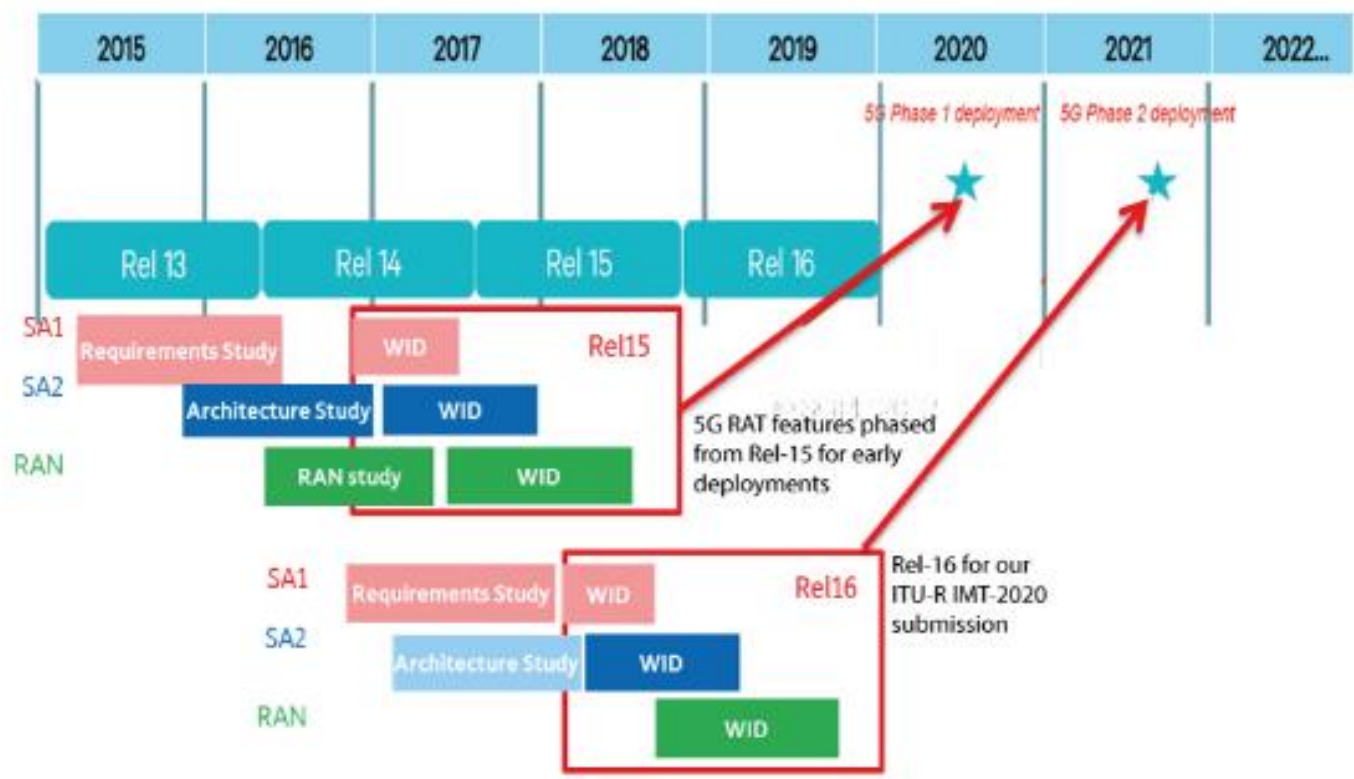 2015 2016 2017 2018 2019 2020 2021 2022...
5G Phase 1 deployment 5G Phase 2 deployment
Rel 13 Rel 14 Rel 15 Rel 16
SA1
Requirements Study WID Rel15
SA2
Architecture Study WID
RAN
RAN study WID
5G RAT features phased
from Rel-15 for early
deployments
SA1
Requirements Study WID Rel16
SA2
Architecture Study WID
RAN
WID
Rel-16 for our
ITU-R IMT-2020
submission